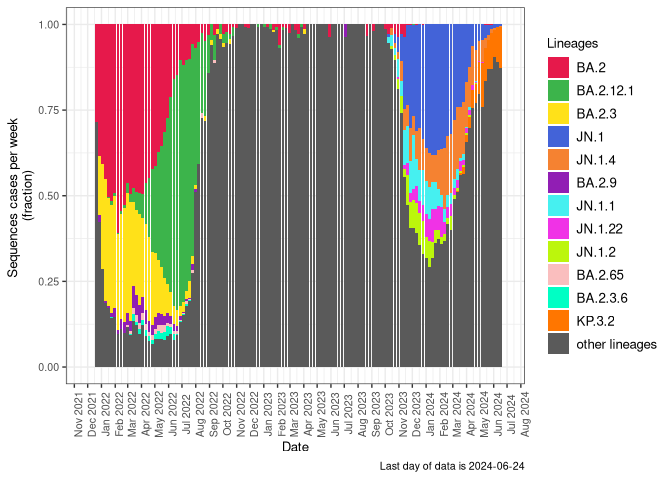 1.00
0.75
0.50
0.25
0.00
Sequences cases per week
(fraction)
Nov 2021
Dec 2021
Jan 2022
Feb 2022
Mar 2022
Apr 2022
May 2022
Jun 2022
Jul 2022
Aug 2022
Sep 2022
Oct 2022
Nov 2022
Dec 2022
Jan 2023
Feb 2023
Mar 2023
Apr 2023
May 2023
Jun 2023
Jul 2023
Aug 2023
Sep 2023
Oct 2023
Nov 2023
Dec 2023
Jan 2024
Feb 2024
Mar 2024
Apr 2024
May 2024
Jun 2024
Jul 2024
Aug 2024
Date
Lineages
BA.2
BA.2.12.1
BA.2.3
JN.1
JN.1.4
BA.2.9
JN.1.1
JN.1.22
JN.1.2
BA.2.65
BA.2.3.6
KP.3.2
other lineages
Last day of data is 2024-06-24